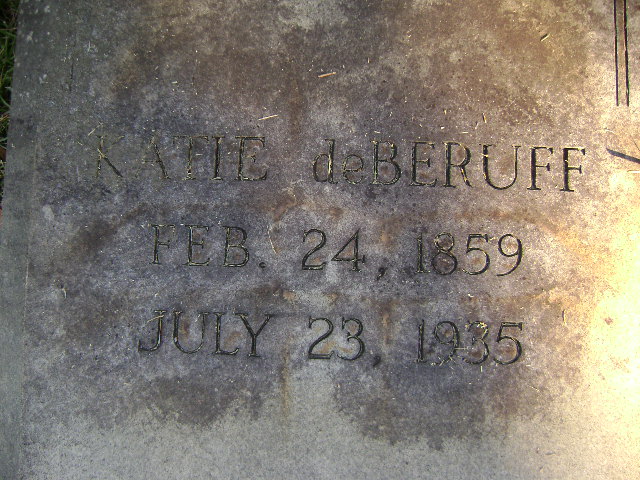 KATIE deBERUFF
FEB. 24, 1859
JULY 23, 1935